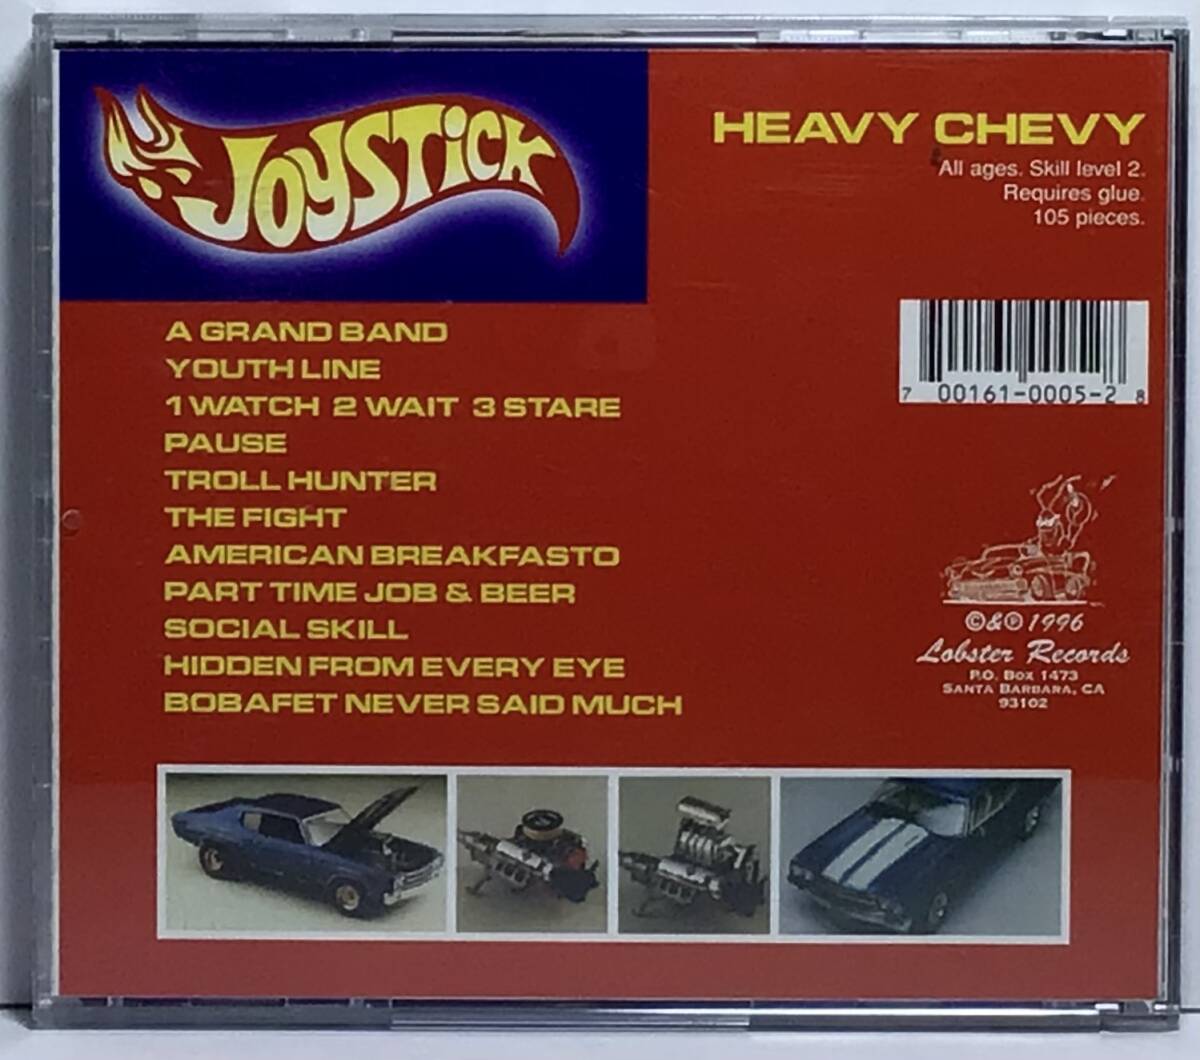 JOYSTiCK
HEAVY CHEVY
All ages. Skill level 2.
Requires glue.
105 pieces.
A GRAND BAND
YOUTH LINE
1 WATCH 2 WAIT 3 STARE
PAUSE
TROLL HUNTER
THE FIGHT
AMERICAN BREAKFASTO
PART TIME JOB & BEER
SOCIAL SKILL
HIDDEN FROM EVERY EYE
BOBAFET NEVER SAID MUCH
7 00161-0005-2 8
©&℗ 1996
Lobster Records
P.O. Box 1473
Santa Barbara, CA
93102